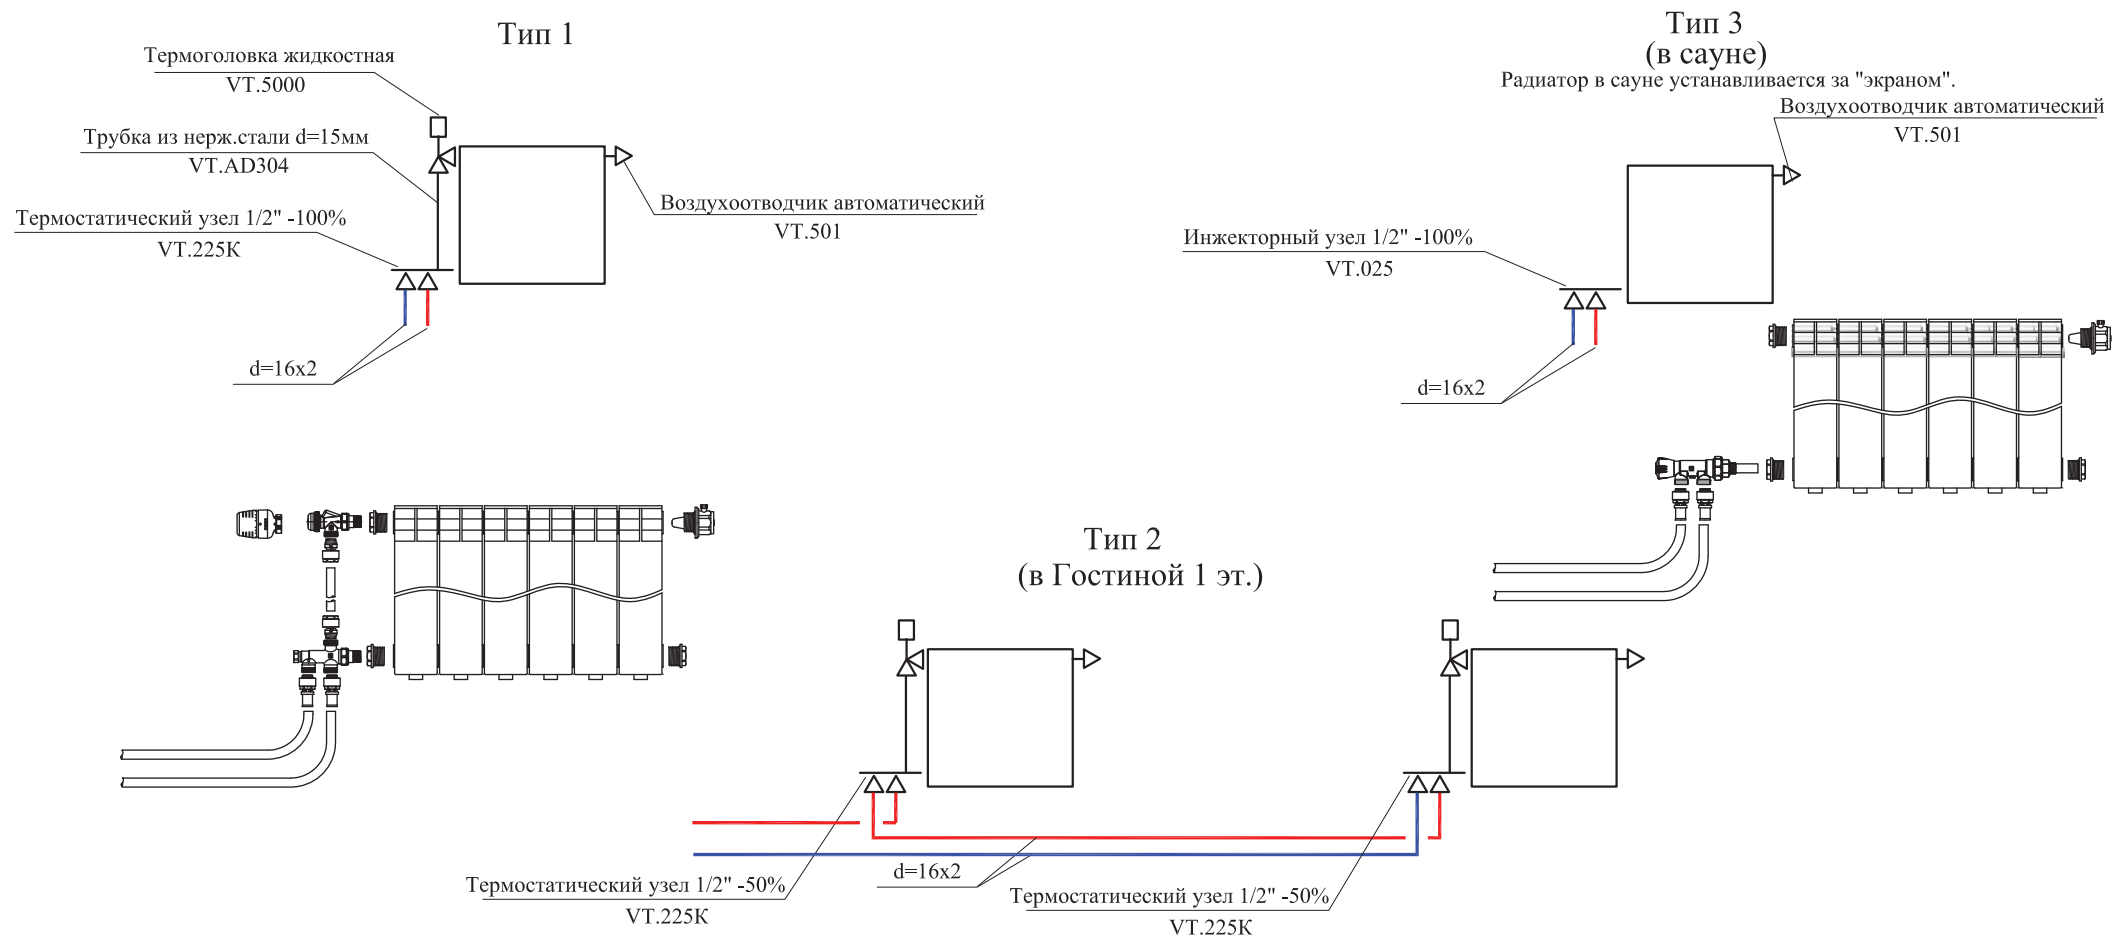 Тип 1
Термоголовка жидкостная
VT.5000
Трубка из нерж.стали d=15мм
VT.AD304
Термостатический узел 1/2" -100%
VT.225К
d=16x2
Воздухоотводчик автоматический
VT.501
Тип 3
(в сауне)
Радиатор в сауне устанавливается за "экраном".
Воздухоотводчик автоматический
VT.501
Инжекторный узел 1/2" -100%
VT.025
d=16x2
Тип 2
(в Гостиной 1 эт.)
d=16x2
Термостатический узел 1/2" -50%
VT.225К
Термостатический узел 1/2" -50%
VT.225К